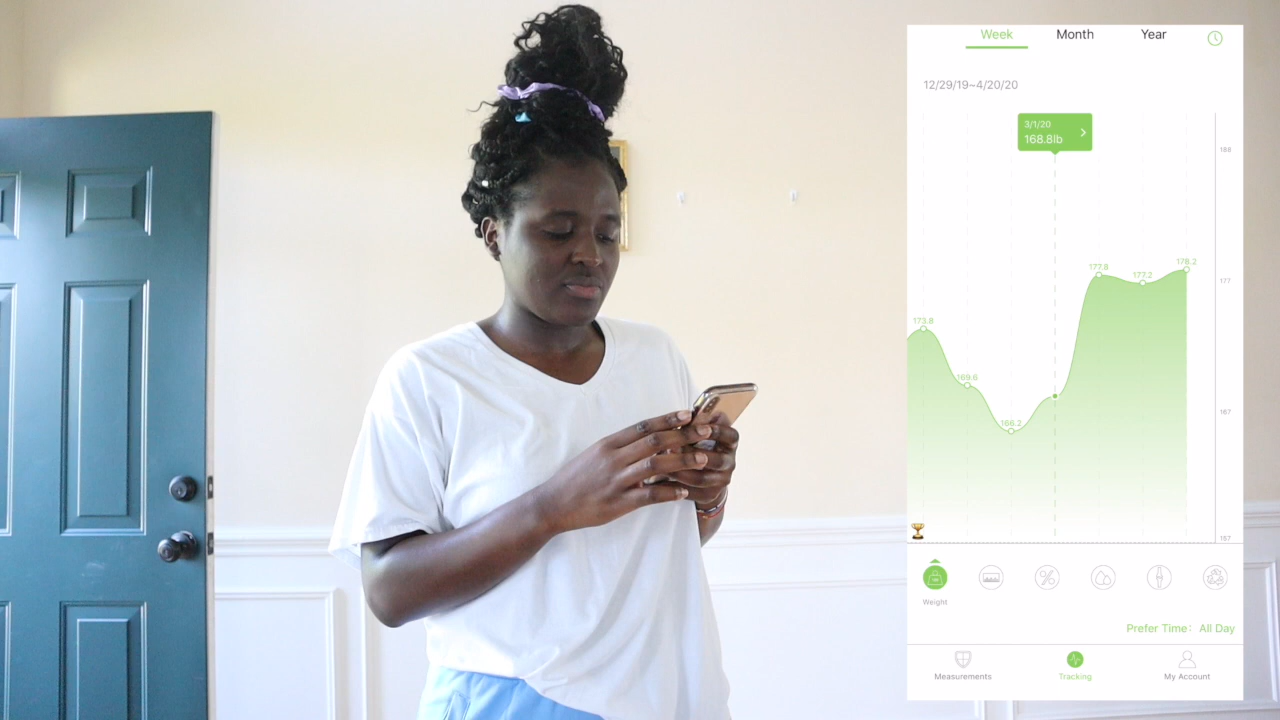 Week Month Year
12/29/19~4/20/20
3/1/20
168.8lb
188
178.2
177.8
177.2
177
173.8
169.6
166.2
167
157
Weight
Prefer Time: All Day
Measurements Tracking My Account